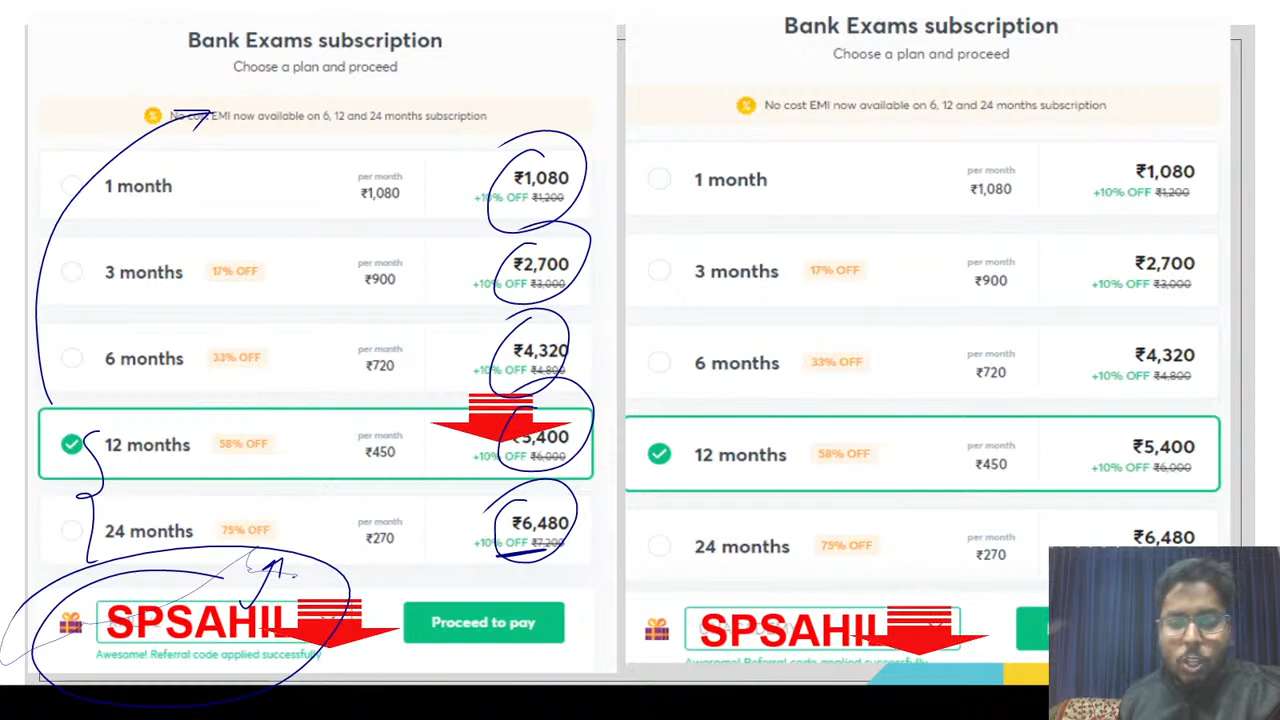 Bank Exams subscription
Choose a plan and proceed
No cost EMI now available on 6, 12 and 24 months subscription
1 month
per month
₹1,080
₹1,080
+10% OFF ₹1,200
3 months
17% OFF
per month
₹900
₹2,700
+10% OFF ₹3,000
6 months
33% OFF
per month
₹720
₹4,320
+10% OFF ₹4,800
12 months
58% OFF
per month
₹450
₹5,400
+10% OFF ₹6,000
24 months
75% OFF
per month
₹270
₹6,480
+10% OFF ₹7,200
SPSAHIL
Proceed to pay
Awesome! Referral code applied successfully
Bank Exams subscription
Choose a plan and proceed
No cost EMI now available on 6, 12 and 24 months subscription
1 month
per month
₹1,080
₹1,080
+10% OFF ₹1,200
3 months
17% OFF
per month
₹900
₹2,700
+10% OFF ₹3,000
6 months
33% OFF
per month
₹720
₹4,320
+10% OFF ₹4,800
12 months
58% OFF
per month
₹450
₹5,400
+10% OFF ₹6,000
24 months
75% OFF
per month
₹270
₹6,480
SPSAHIL
Awesome! Referral code applied successfully